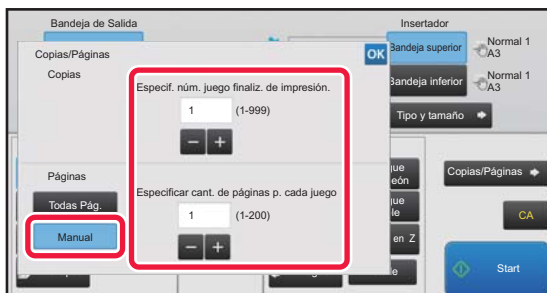 Bandeja de Salida
Insertador
Copias/Páginas
OK
Bandeja superior
Normal 1
A3
Copias
Especif. núm. juego finaliz. de impresión.
Bandeja inferior
Normal 1
A3
1
(1-999)
Tipo y tamaño
Páginas
Especificar cant. de páginas p. cada juego
Copias/Páginas
Todas Pág.
1
(1-200)
CA
Manual
en Z
Start